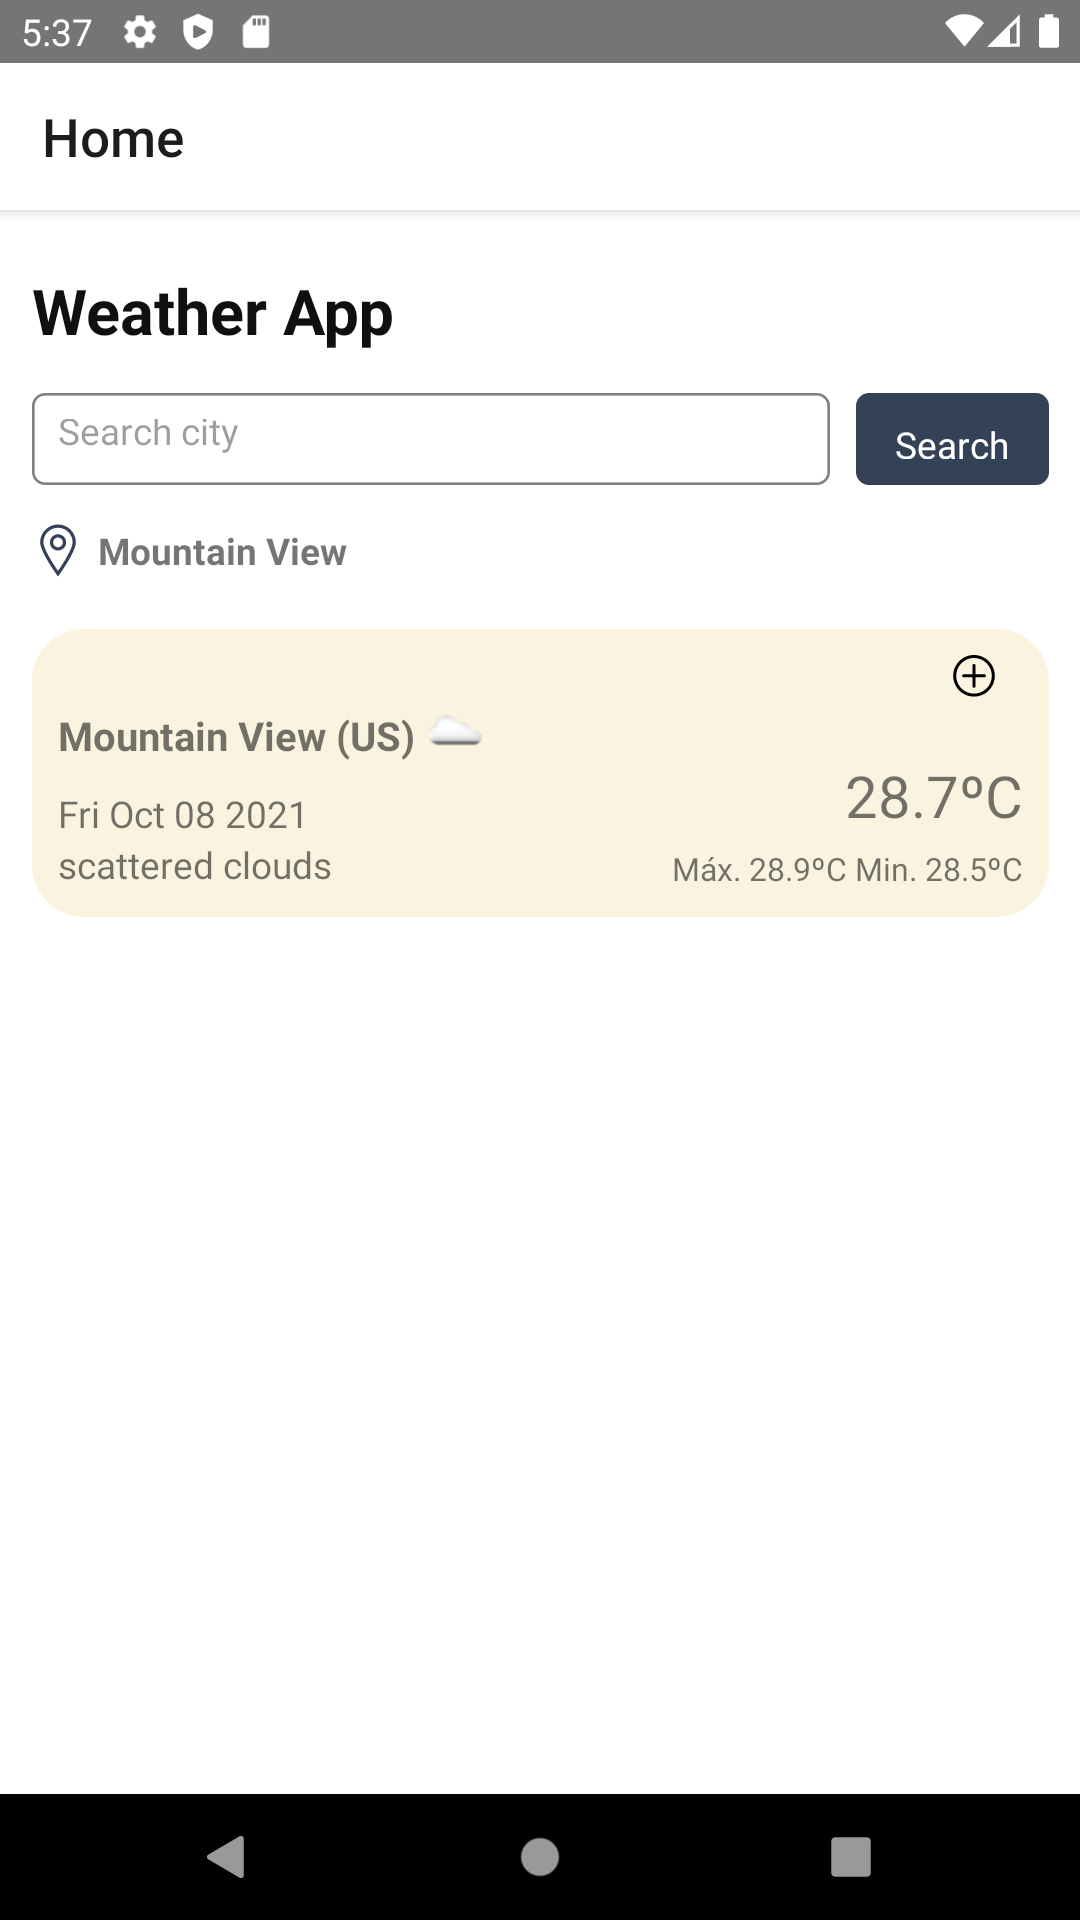 5:37
Home
Weather App
Search city
Search
Mountain View
Mountain View (US)
28.7ºC
Fri Oct 08 2021
scattered clouds
Máx. 28.9ºC Min. 28.5ºC